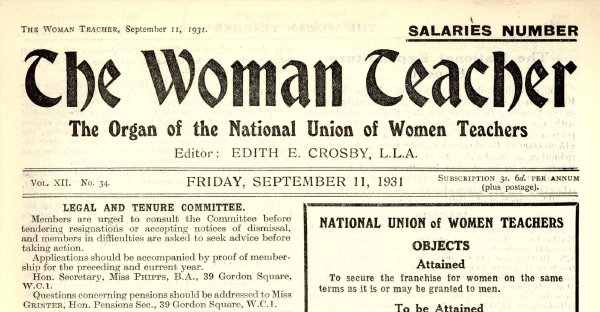 THE WOMAN TEACHER, September 11, 1931.
SALARIES NUMBER
The Woman Teacher
The Organ of the National Union of Women Teachers
Editor: EDITH E. CROSBY, L.L.A.
VOL. XII. No. 34.
FRIDAY, SEPTEMBER 11, 1931
SUBSCRIPTION 3s. 6d. PER ANNUM
(plus postage).
LEGAL AND TENURE COMMITTEE.
Members are urged to consult the Committee before
tendering resignations or accepting notices of dismissal,
and members in difficulties are asked to seek advice before
taking action.
Applications should be accompanied by proof of member-
ship for the preceding and current year.
Hon. Secretary, Miss PHIPPS, B.A., 39 Gordon Square,
W.C.1.
Questions concerning pensions should be addressed to Miss
GRINTER, Hon. Pensions Sec., 39 Gordon Square, W.C.1.
NATIONAL UNION of WOMEN TEACHERS
OBJECTS
Attained
To secure the franchise for women on the same
terms as it is or may be granted to men.
To be Attained